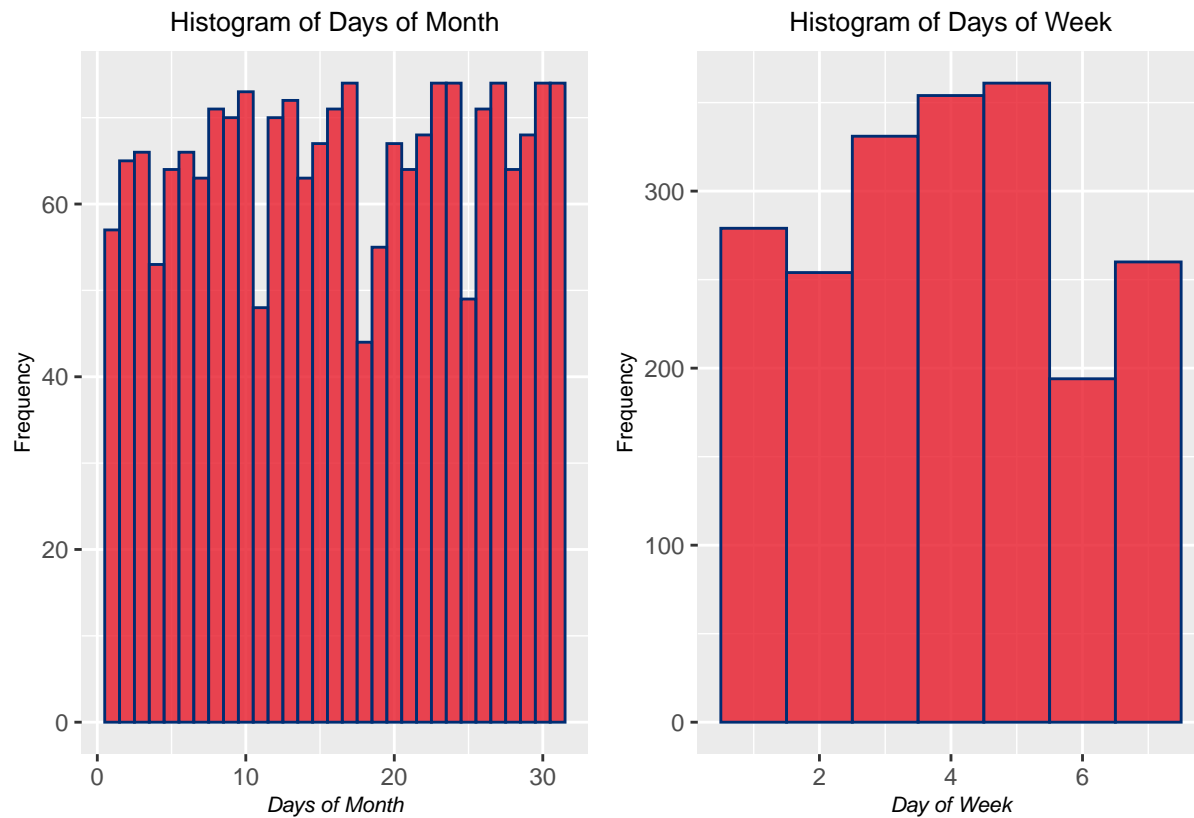 Histogram of Days of Month
Frequency
60
40
20
0
0 10 20 30
Days of Month
Histogram of Days of Week
Frequency
300
200
100
0
2 4 6
Day of Week